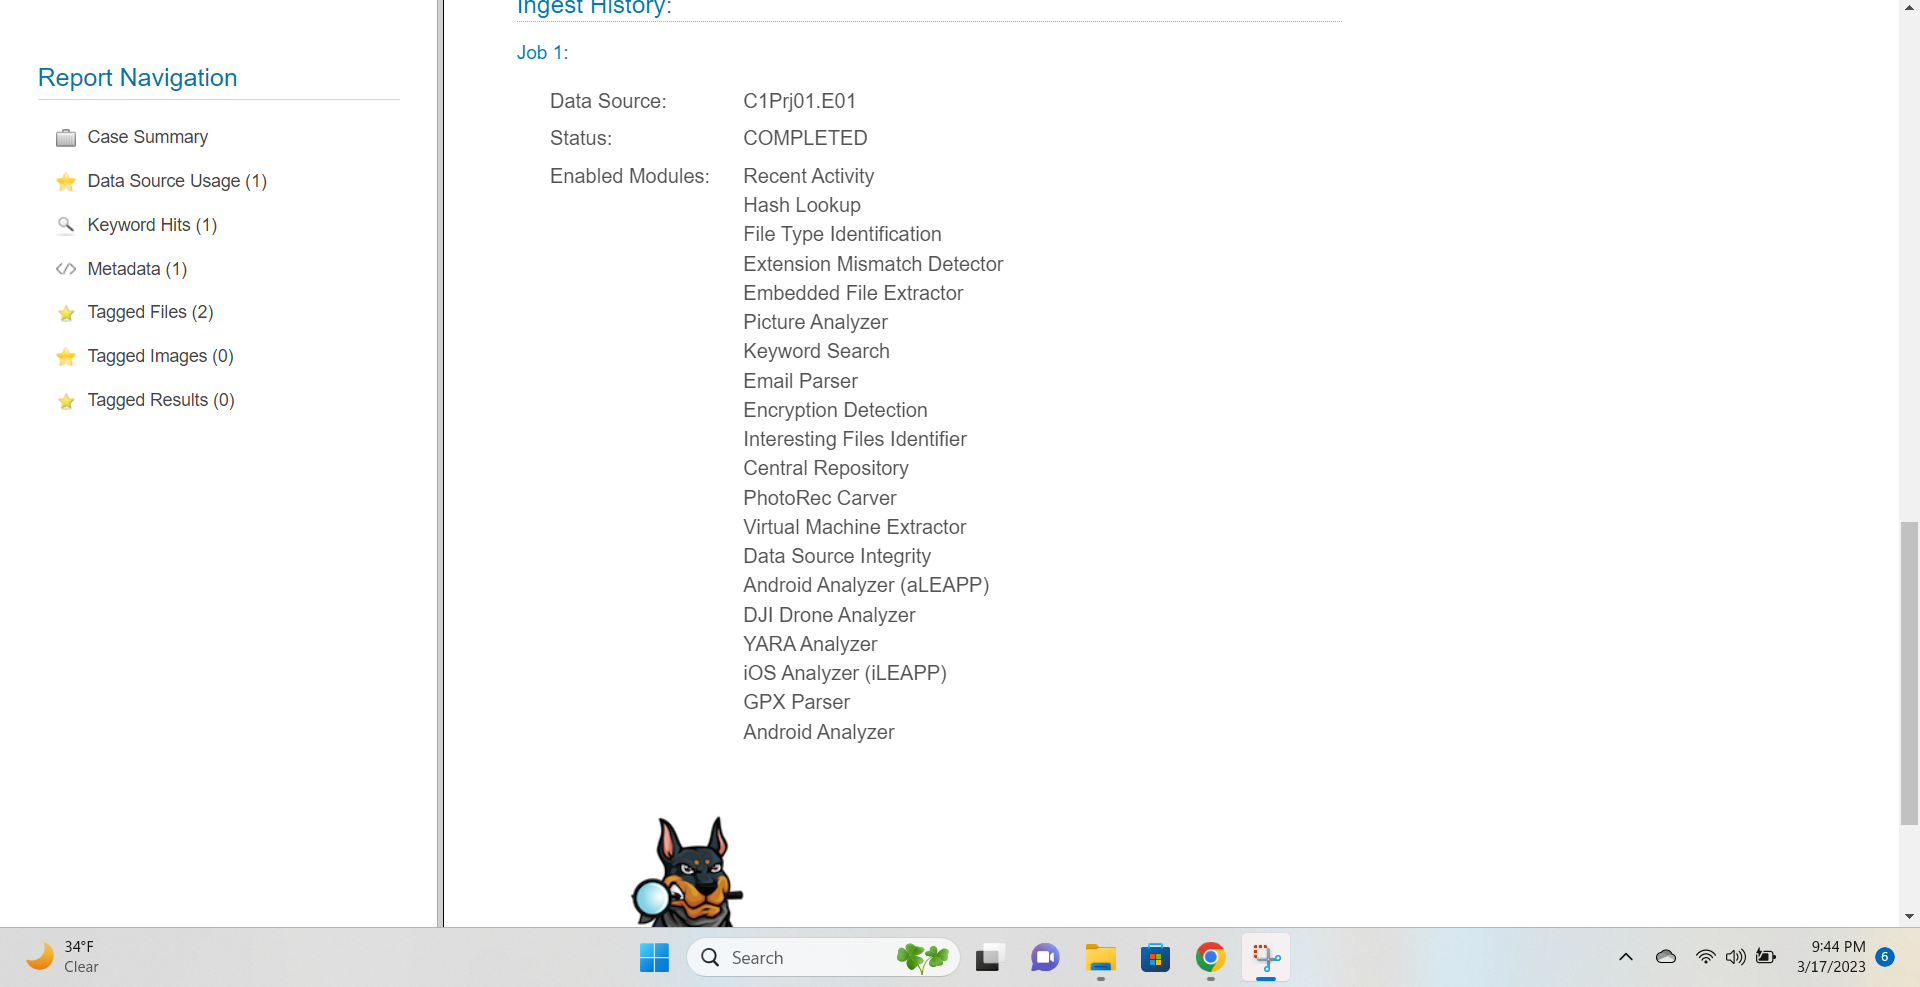 Report Navigation
Case Summary
Data Source Usage (1)
Keyword Hits (1)
Metadata (1)
Tagged Files (2)
Tagged Images (0)
Tagged Results (0)
Ingest History:
Job 1:
Data Source: C1Prj01.E01
Status: COMPLETED
Enabled Modules: Recent Activity
Hash Lookup
File Type Identification
Extension Mismatch Detector
Embedded File Extractor
Picture Analyzer
Keyword Search
Email Parser
Encryption Detection
Interesting Files Identifier
Central Repository
PhotoRec Carver
Virtual Machine Extractor
Data Source Integrity
Android Analyzer (aLEAPP)
DJI Drone Analyzer
YARA Analyzer
iOS Analyzer (iLEAPP)
GPX Parser
Android Analyzer
34°F
Clear
Search
9:44 PM
3/17/2023
6